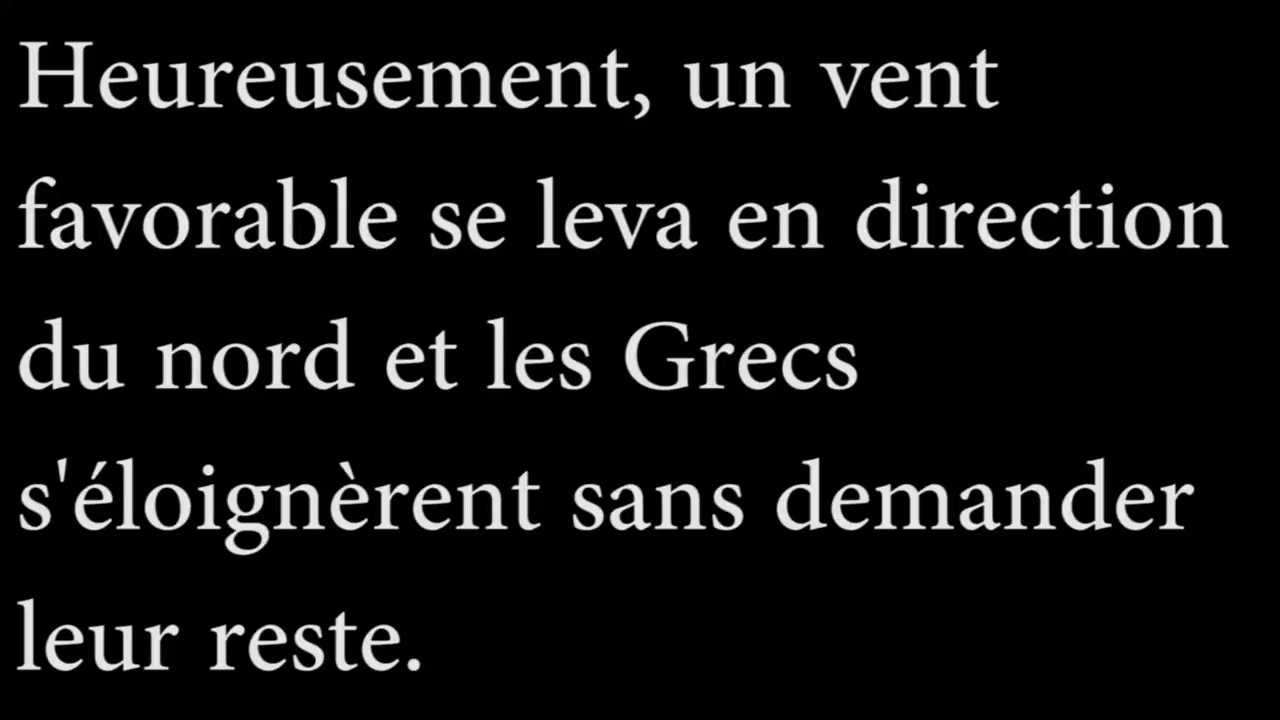 Heureusement, un vent
favorable se leva en direction
du nord et les Grecs
s'éloignèrent sans demander
leur reste.